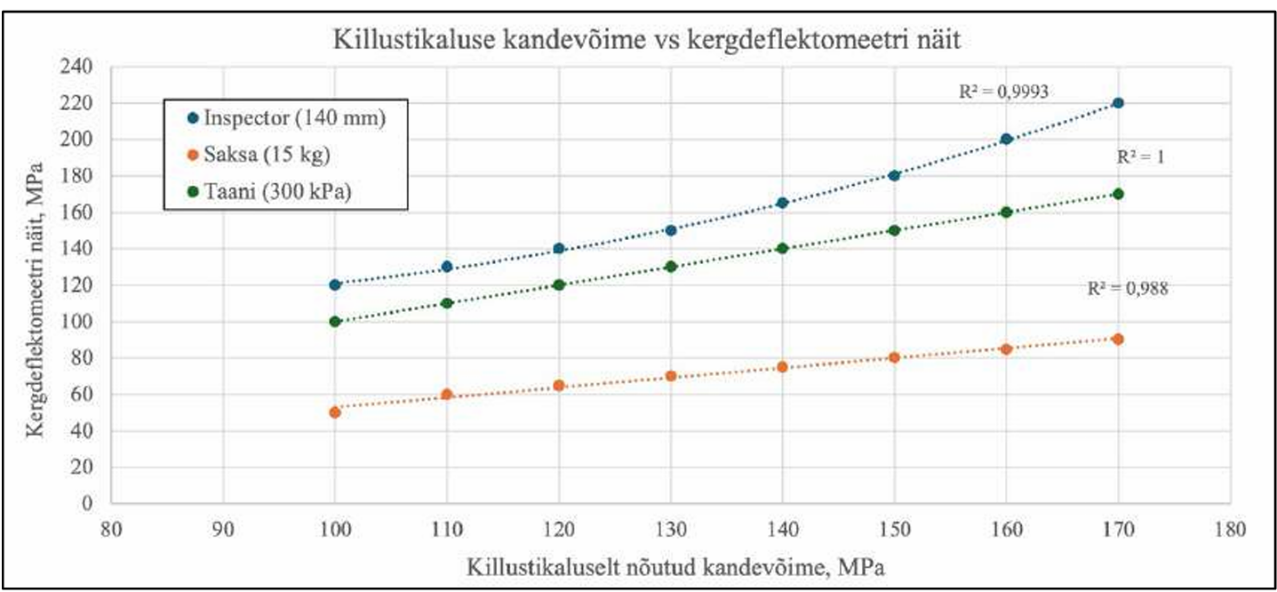 Killustikaluse kandevõime vs kergdeflektomeetri näit
240
220
200
180
160
140
120
100
80
60
40
20
0
Kergdeflektomeetri näit, MPa
Inspector (140 mm)
Saksa (15 kg)
Taani (300 kPa)
R² = 0,9993
R² = 1
R² = 0,988
80 90 100 110 120 130 140 150 160 170 180
Killustikaluselt nõutud kandevõime, MPa